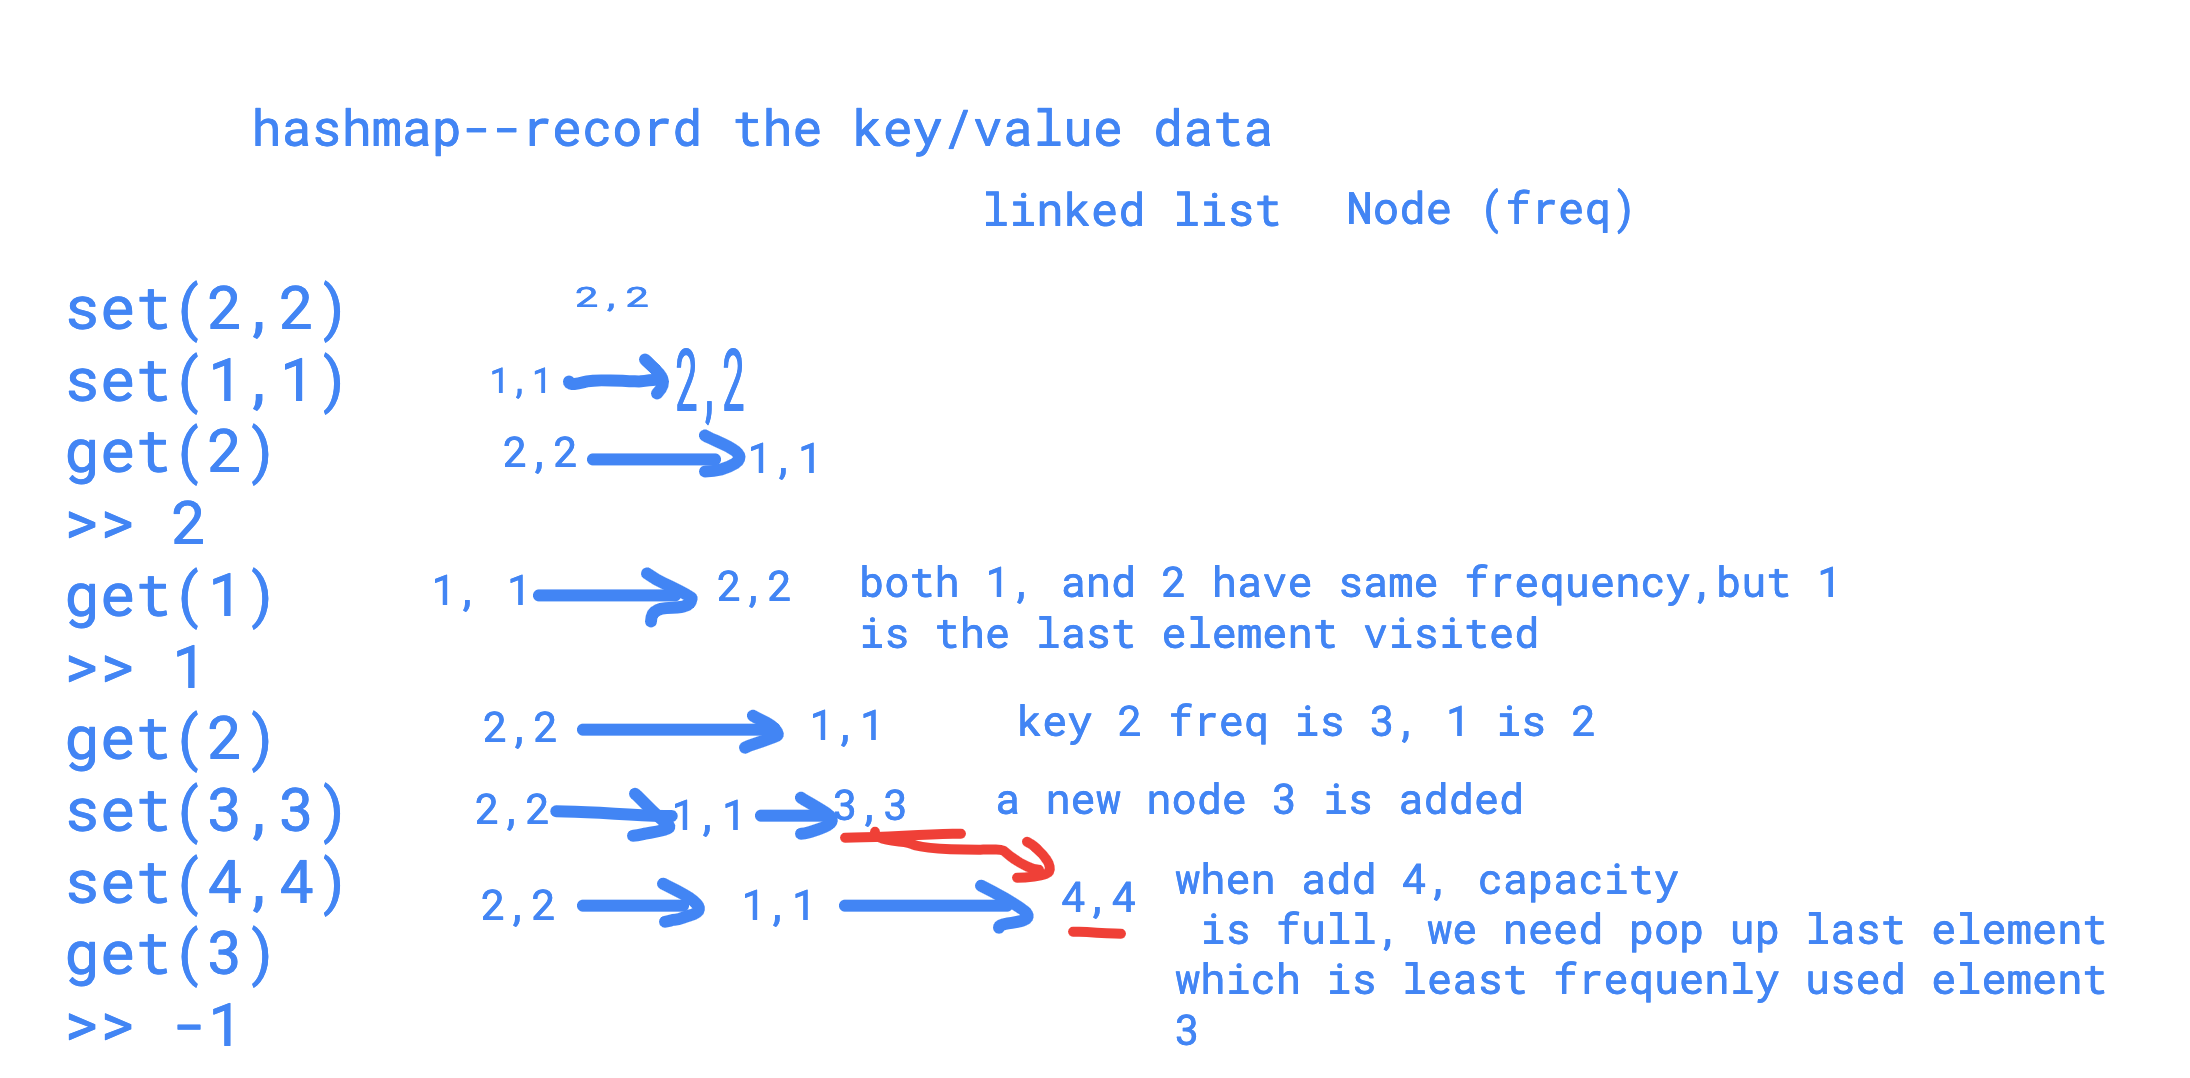 hashmap--record the key/value data
linked list Node (freq)
set(2,2) 2,2
set(1,1) 1,1 2,2
get(2) 2,2 1,1
>> 2
get(1) 1, 1 2,2 both 1, and 2 have same frequency,but 1
is the last element visited
>> 1
get(2) 2,2 1,1 key 2 freq is 3, 1 is 2
set(3,3) 2,2 1,1 3,3 a new node 3 is added
set(4,4) 2,2 1,1 4,4 when add 4, capacity
is full, we need pop up last element
get(3) which is least frequenly used element
>> -1 3